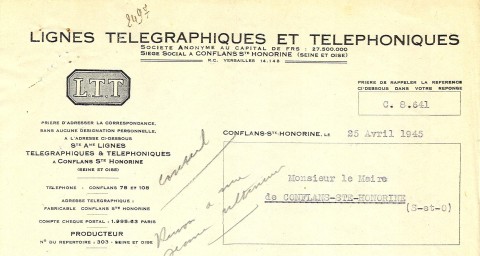 LIGNES TELEGRAPHIQUES ET TELEPHONIQUES
SOCIETE ANONYME AU CAPITAL DE FRS : 27.500.000
SIEGE SOCIAL A CONFLANS STE HONORINE (SEINE ET OISE)
R.C. VERSAILLES 14.148
L.T.T
PRIERE DE RAPPELER LA REFERENCE
CI-DESSOUS DANS VOTRE REPONSE
C. 8.641
PRIERE D'ADRESSER LA CORRESPONDANCE,
SANS AUCUNE DESIGNATION PERSONNELLE,
A L'ADRESSE CI-DESSOUS
STE AME LIGNES
TELEGRAPHIQUES & TELEPHONIQUES
A CONFLANS STE HONORINE
(SEINE ET OISE)
TELEPHONE : CONFLANS 78 ET 109
ADRESSE TELEGRAPHIQUE :
FABRICABLE CONFLANS STE HONORINE
COMPTE CHEQUE POSTAL : 1.995.63 PARIS
PRODUCTEUR
N° DU REPERTOIRE : 303 - SEINE ET OISE
CONFLANS-STE-HONORINE, LE 25 Avril 1945
Monsieur le Maire
de CONFLANS-STE-HONORINE
(S-et-O)
conseil